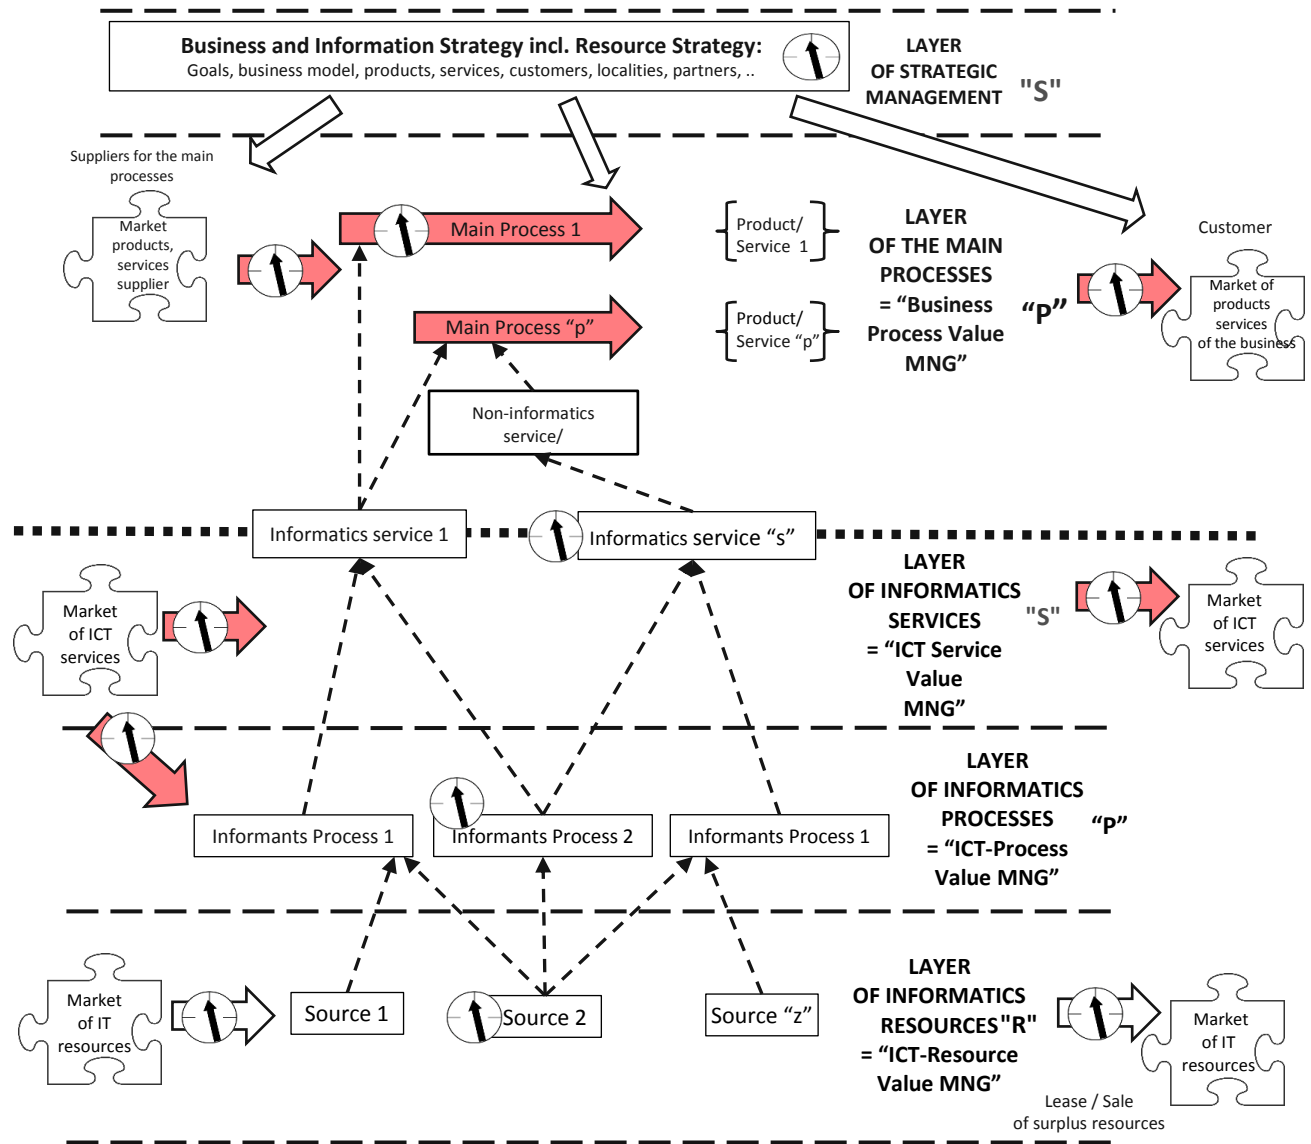 Business and Information Strategy incl. Resource Strategy:
Goals, business model, products, services, customers, localities, partners, ..
LAYER
OF STRATEGIC
MANAGEMENT "S"
Suppliers for the main
processes
Market
products,
services
supplier
Main Process 1
Product/
Service 1
Main Process “p”
Product/
Service “p”
LAYER
OF THE MAIN
PROCESSES
= “Business
Process Value
MNG”
“P”
Customer
Market of
products
services
of the business
Non-informatics
service/
Informatics service 1
Informatics service “s”
Market
of ICT
services
LAYER
OF INFORMATICS
SERVICES
= “ICT Service
Value
MNG”
"S"
Market
of ICT
services
Informants Process 1
Informants Process 2
Informants Process 1
LAYER
OF INFORMATICS
PROCESSES
= “ICT-Process
Value MNG”
“P”
Market
of IT
resources
Source 1
Source 2
Source “z”
LAYER
OF INFORMATICS
RESOURCES "R"
= “ICT-Resource
Value MNG”
Market
of IT
resources
Lease / Sale
of surplus resources